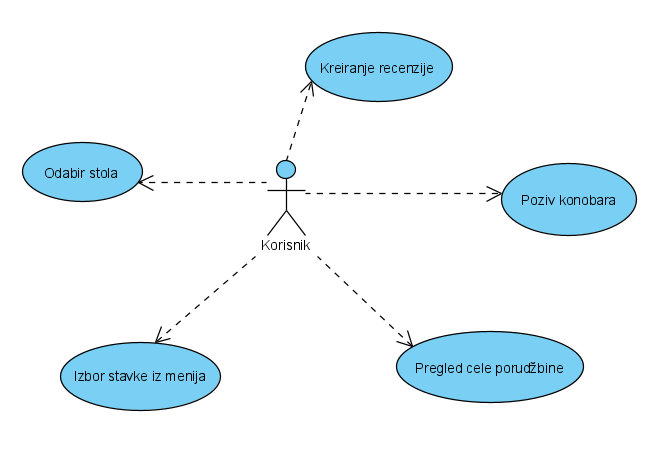 Kreiranje recenzije
Odabir stola
Poziv konobara
Korisnik
Izbor stavke iz menija
Pregled cele porudžbine